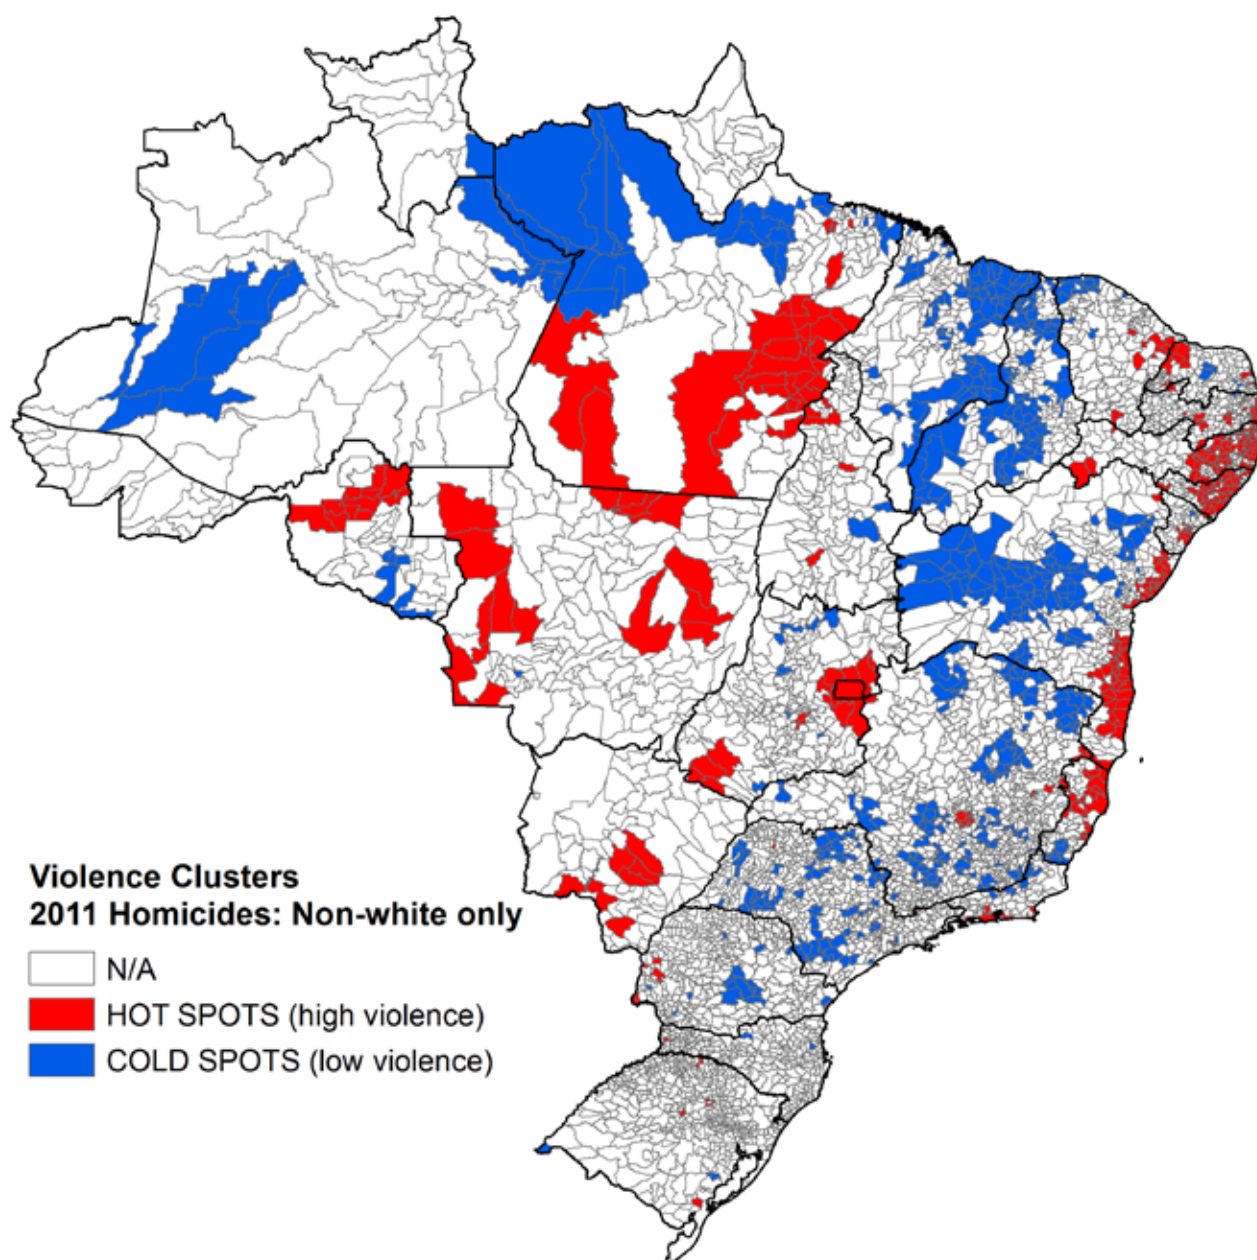 Violence Clusters
2011 Homicides: Non-white only
N/A
HOT SPOTS (high violence)
COLD SPOTS (low violence)